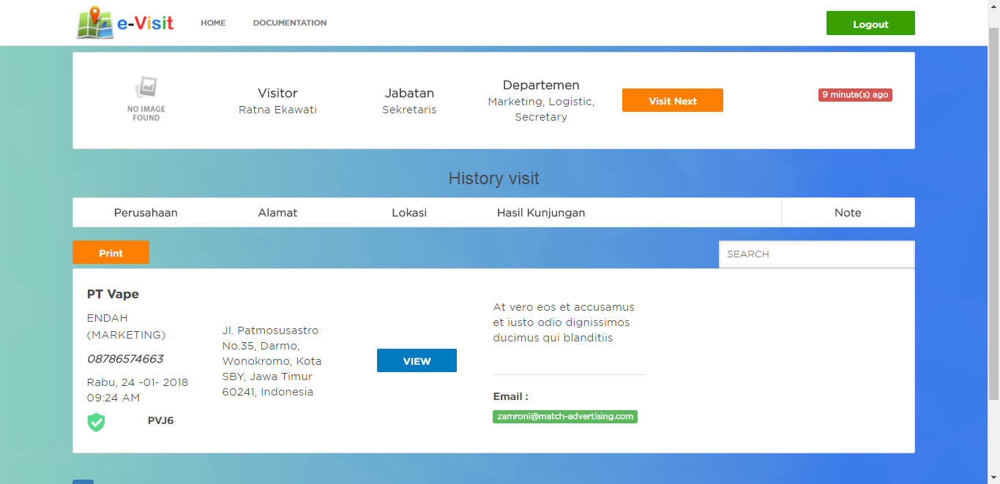 e-Visit
HOME
DOCUMENTATION
Logout
NO IMAGE
FOUND
Visitor
Ratna Ekawati
Jabatan
Sekretaris
Departemen
Marketing, Logistic,
Secretary
Visit Next
9 minute(s) ago
History visit
Perusahaan
Alamat
Lokasi
Hasil Kunjungan
Note
Print
SEARCH
PT Vape
ENDAH
(MARKETING)
08786574663
Rabu, 24 -01- 2018
09:24 AM
PVJ6
Jl. Patmosusastro
No.35, Darmo,
Wonokromo, Kota
SBY, Jawa Timur
60241, Indonesia
VIEW
At vero eos et accusamus
et iusto odio dignissimos
ducimus qui blanditiis
Email :
zamroni@match-advertising.com